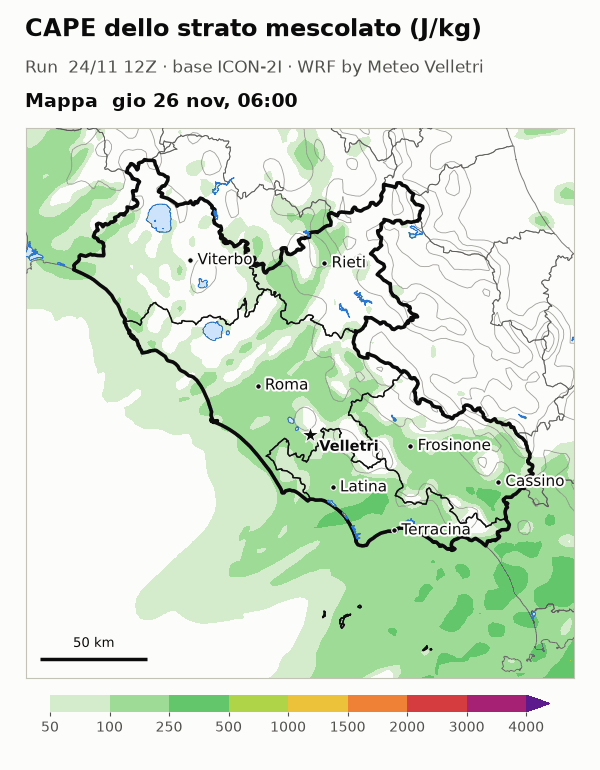 CAPE dello strato mescolato (J/kg)
Run  24/11 12Z · base ICON-2I · WRF by Meteo Velletri
Mappa  gio 26 nov, 06:00
Viterbo
Rieti
Roma
Velletri
Frosinone
Latina
Cassino
Terracina
50 km
50 100 250 500 1000 1500 2000 3000 4000